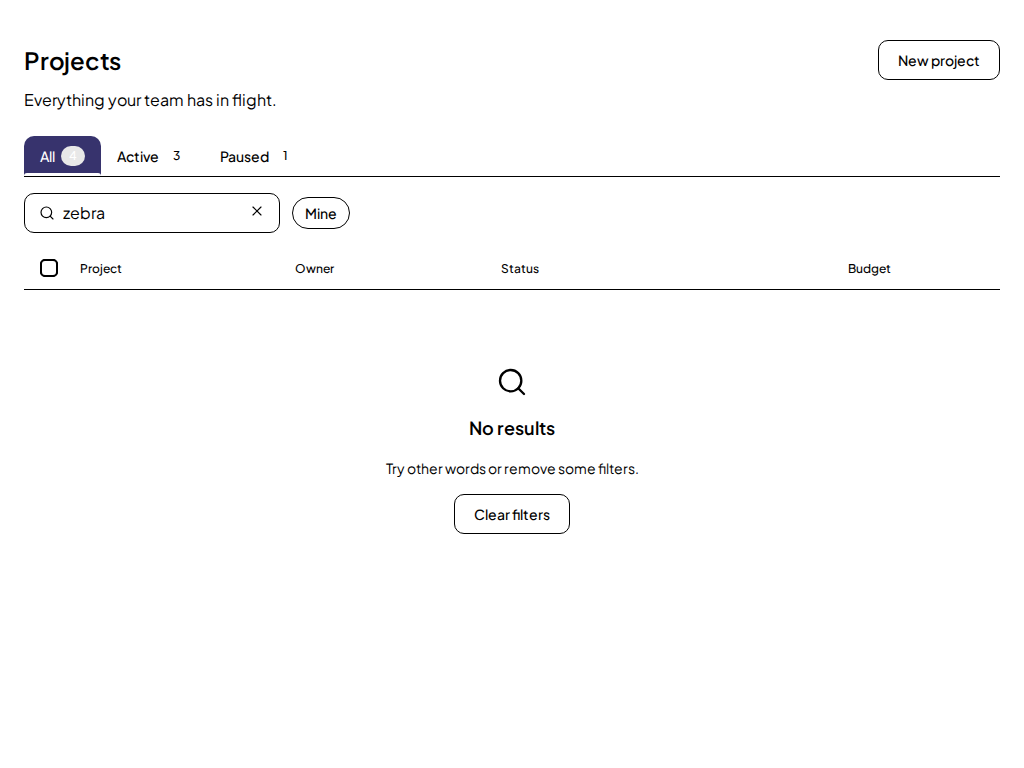 Projects
New project
Everything your team has in flight.
All 4
Active 3
Paused 1
zebra
Mine
Project
Owner
Status
Budget
No results
Try other words or remove some filters.
Clear filters